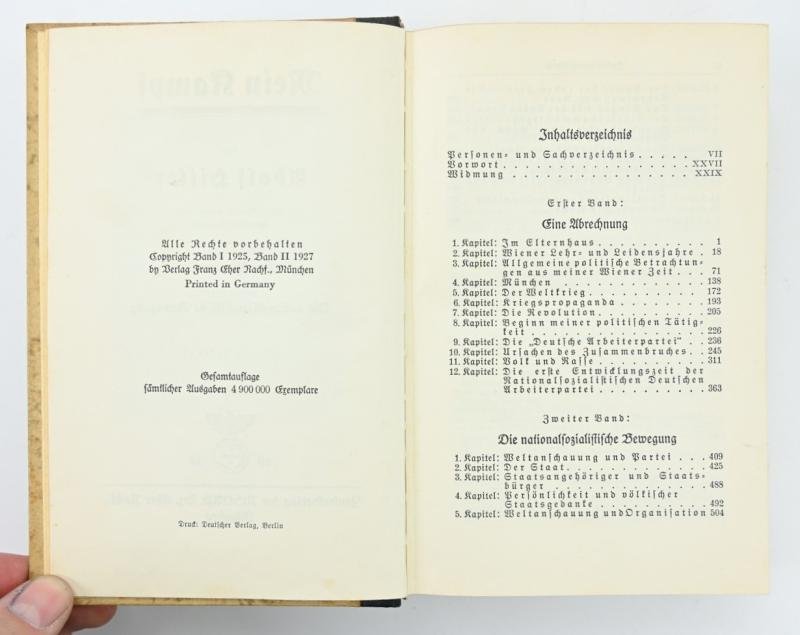 Mein Kampf
Adolf Hitler
Alle Rechte vorbehalten
Copyright Band I 1925, Band II 1927
by Verlag Franz Eher Nachf., München
Printed in Germany
Gesamtauflage
sämtlicher Ausgaben 4 900 000 Exemplare
Druck: Deutscher Verlag, Berlin
Inhaltsverzeichnis
Personen- und Sachverzeichnis . . . . . VII
Vorwort . . . . . . . . . . . . . . . . XXVII
Widmung . . . . . . . . . . . . . . . XXIX
Erster Band:
Eine Abrechnung
1. Kapitel: Im Elternhaus . . . . . . . . . . 1
2. Kapitel: Wiener Lehr- und Leidensjahre . 18
3. Kapitel: Allgemeine politische Betrachtun-
gen aus meiner Wiener Zeit . . . 71
4. Kapitel: München . . . . . . . . . . . . 138
5. Kapitel: Der Weltkrieg . . . . . . . . . . 172
6. Kapitel: Kriegspropaganda . . . . . . . 193
7. Kapitel: Die Revolution . . . . . . . . . 205
8. Kapitel: Beginn meiner politischen Tätig-
keit . . . . . . . . . . . . . . . 226
9. Kapitel: Die „Deutsche Arbeiterpartei“ . 236
10. Kapitel: Ursachen des Zusammenbruches . . 245
11. Kapitel: Volk und Rasse . . . . . . . . . 311
12. Kapitel: Die erste Entwicklungszeit der
Nationalsozialistischen Deutschen
Arbeiterpartei . . . . . . . . . . 363
Zweiter Band:
Die nationalsozialistische Bewegung
1. Kapitel: Weltanschauung und Partei . . . 409
2. Kapitel: Der Staat . . . . . . . . . . . . 425
3. Kapitel: Staatsangehöriger und Staats-
bürger . . . . . . . . . . . . . 488
4. Kapitel: Persönlichkeit und völkischer
Staatsgedanke . . . . . . . . . . 492
5. Kapitel: Weltanschauung und Organisation 504